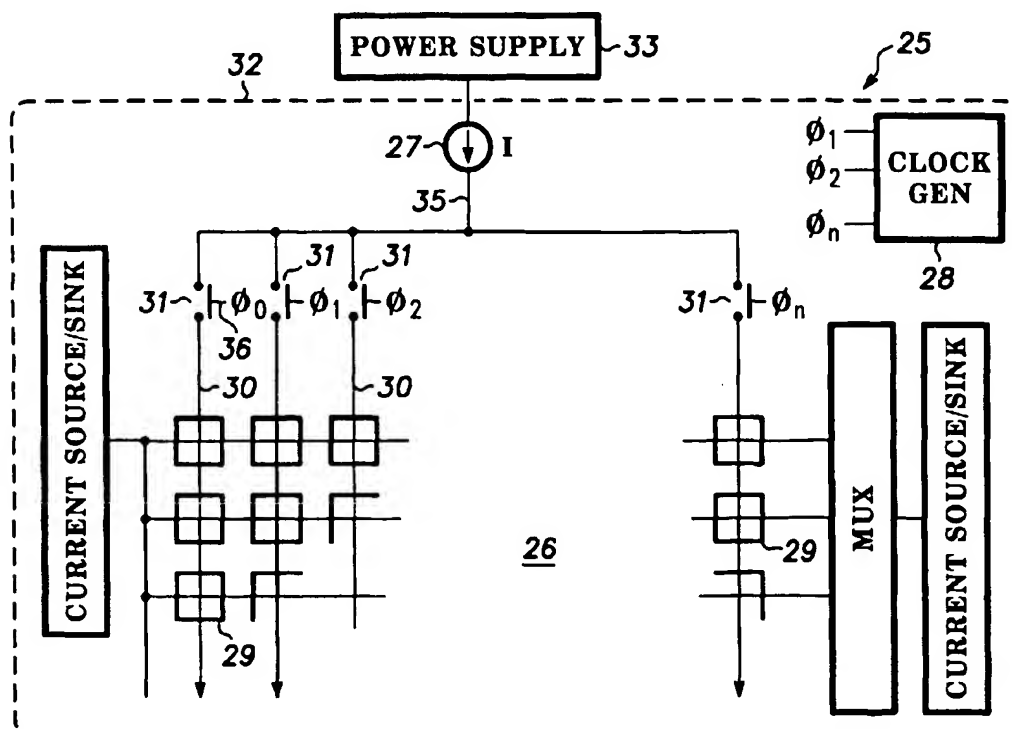 POWER SUPPLY
33
25
32
27
I
ϕ1
ϕ2
ϕn
CLOCK
GEN
28
35
31
31
31
ϕ0
ϕ1
ϕ2
31
ϕn
36
30
30
CURRENT SOURCE/SINK
26
29
29
MUX
CURRENT SOURCE/SINK